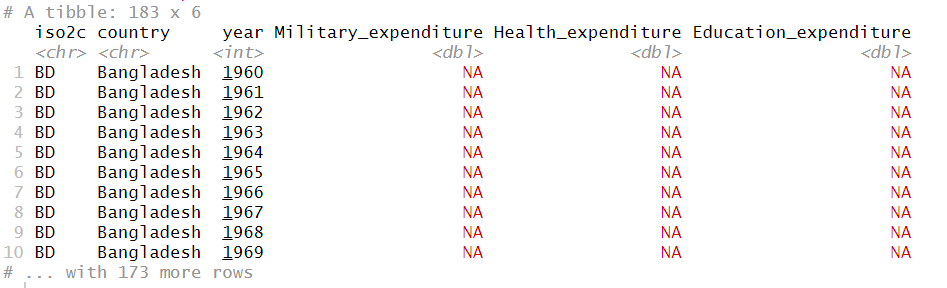 # A tibble: 183 x 6
iso2c country year Military_expenditure Health_expenditure Education_expenditure
<chr> <chr> <int> <dbl> <dbl> <dbl>
1 BD Bangladesh 1960 NA NA NA
2 BD Bangladesh 1961 NA NA NA
3 BD Bangladesh 1962 NA NA NA
4 BD Bangladesh 1963 NA NA NA
5 BD Bangladesh 1964 NA NA NA
6 BD Bangladesh 1965 NA NA NA
7 BD Bangladesh 1966 NA NA NA
8 BD Bangladesh 1967 NA NA NA
9 BD Bangladesh 1968 NA NA NA
10 BD Bangladesh 1969 NA NA NA
# ... with 173 more rows